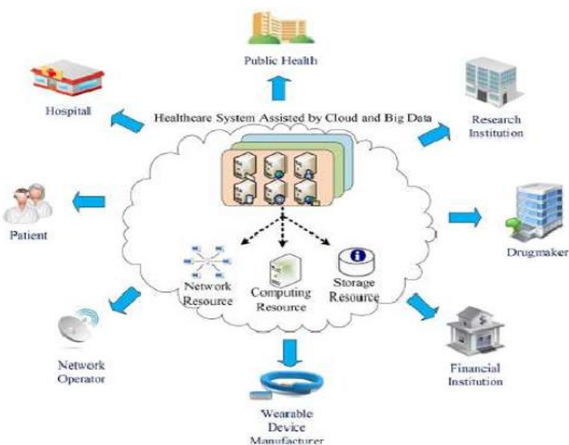 Public Health
Hospital
Healthcare System Assisted by Cloud and Big Data
Research
Institution
Patient
Drugmaker
Network
Resource
Computing
Resource
Storage
Resource
Network
Operator
Financial
Institution
Wearable
Device
Manufacturer